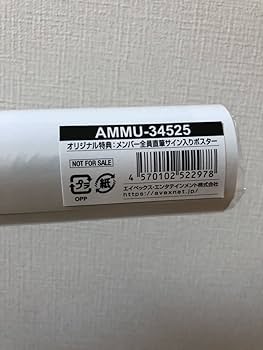 AMMU-34525
オリジナル特典:メンバー全員直筆サイン入りポスター
NOT FOR SALE
プラ
紙
OPP
4 570102 522978
エイベックス・エンタテインメント株式会社
https://avexnet.jp/